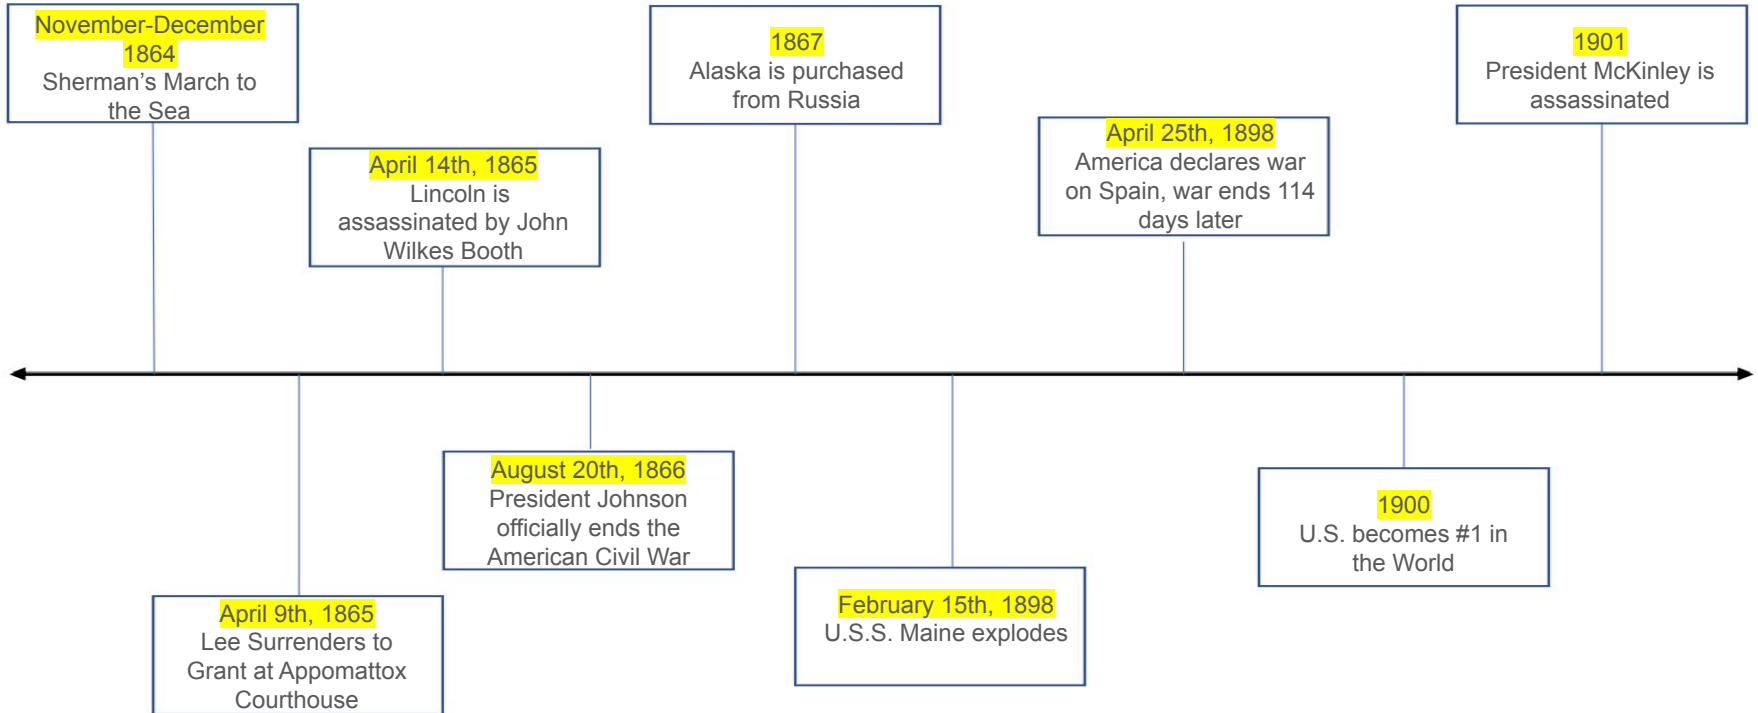 November-December
1864
Sherman’s March to
the Sea
April 9th, 1865
Lee Surrenders to
Grant at Appomattox
Courthouse
April 14th, 1865
Lincoln is
assassinated by John
Wilkes Booth
August 20th, 1866
President Johnson
officially ends the
American Civil War
1867
Alaska is purchased
from Russia
February 15th, 1898
U.S.S. Maine explodes
April 25th, 1898
America declares war
on Spain, war ends 114
days later
1900
U.S. becomes #1 in
the World
1901
President McKinley is
assassinated